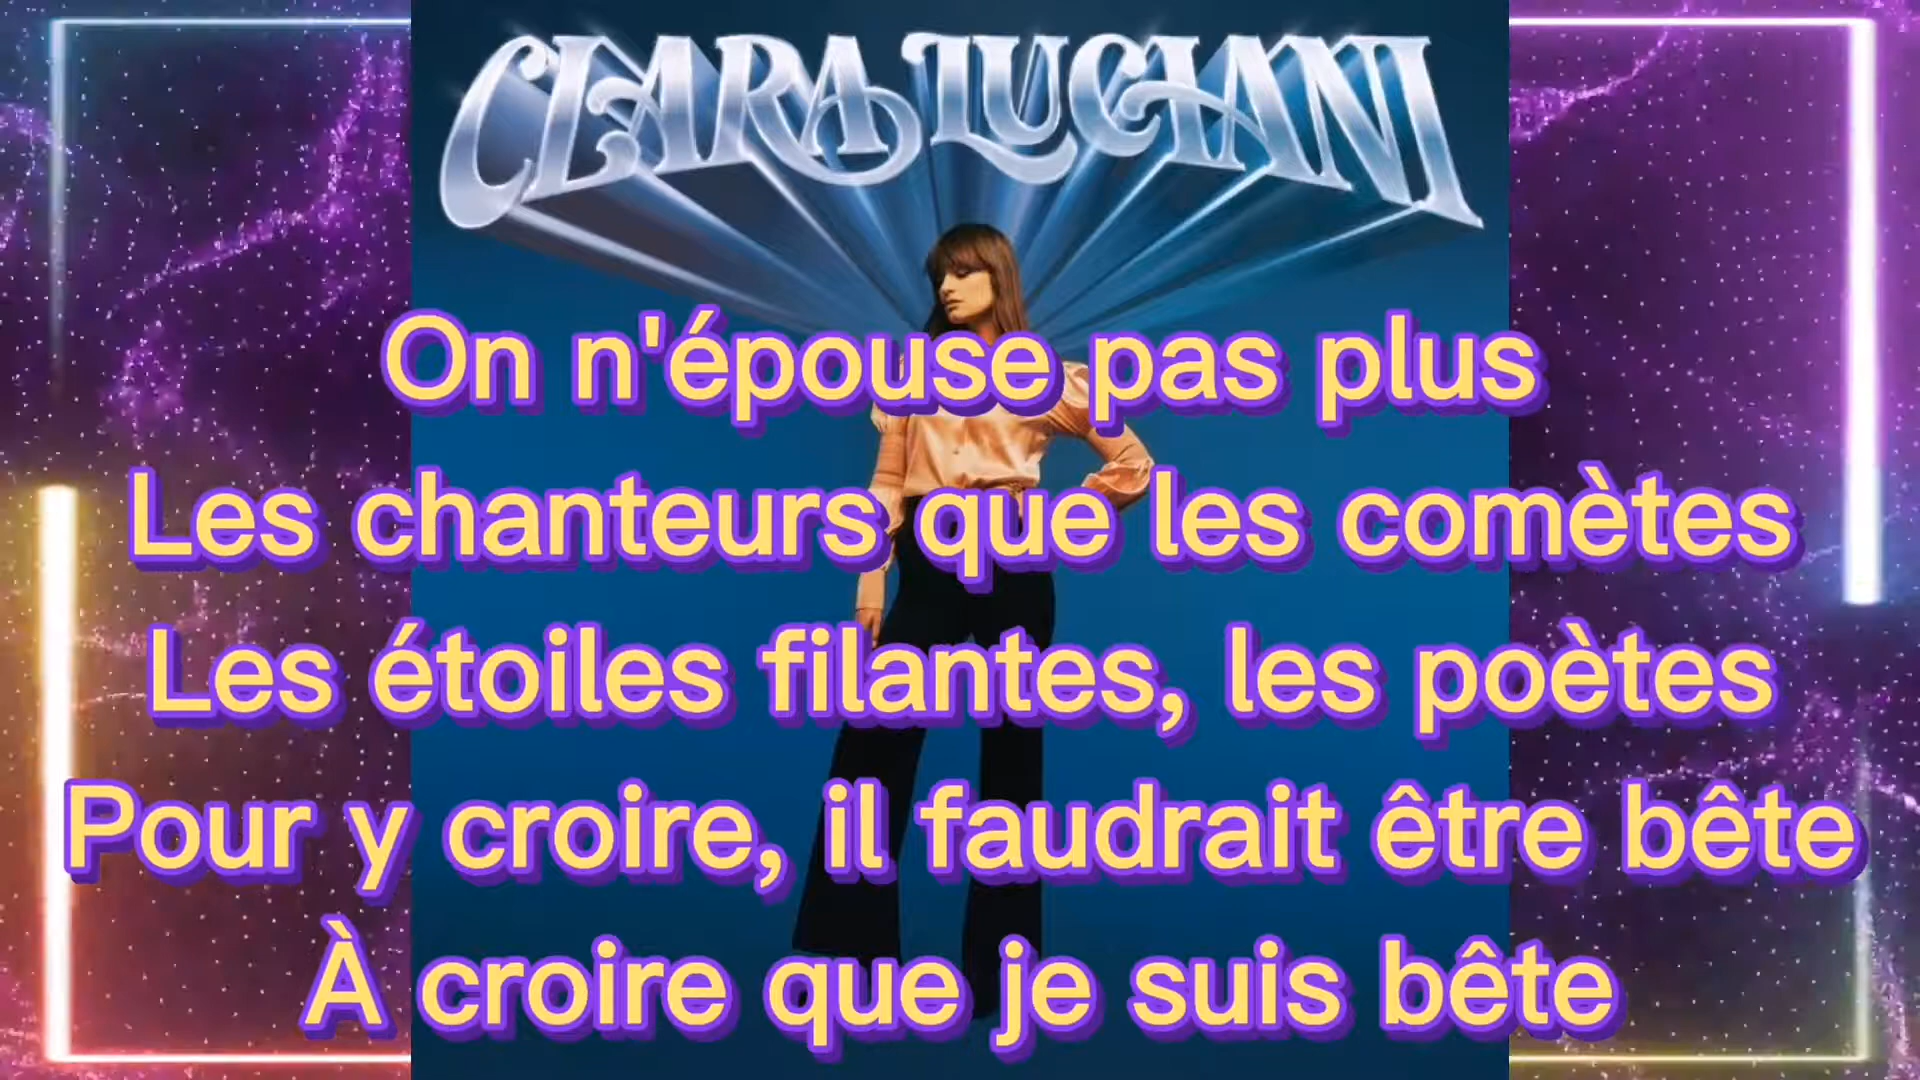 CLARA LUCIANI
On n'épouse pas plus
Les chanteurs que les comètes
Les étoiles filantes, les poètes
Pour y croire, il faudrait être bête
À croire que je suis bête